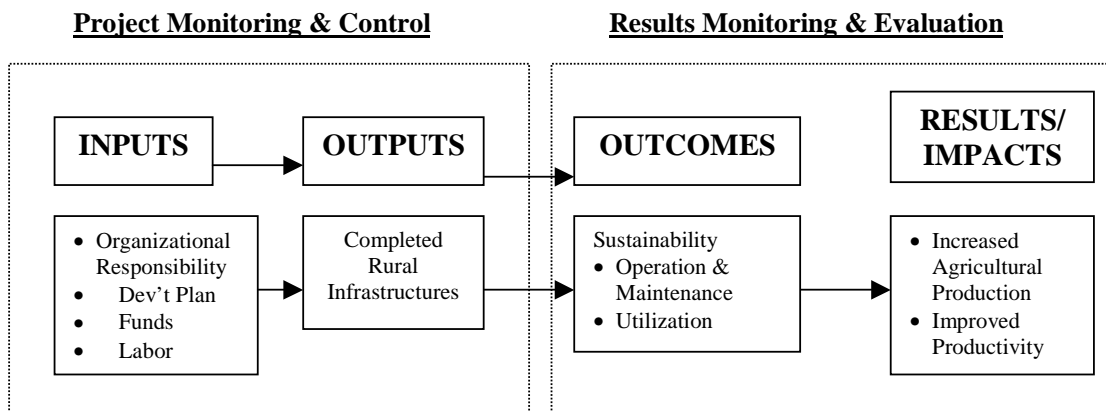 Project Monitoring & Control
Results Monitoring & Evaluation
INPUTS
OUTPUTS
OUTCOMES
RESULTS/
IMPACTS
• Organizational
Responsibility
• Dev't Plan
• Funds
• Labor
Completed
Rural
Infrastructures
Sustainability
• Operation &
Maintenance
• Utilization
• Increased
Agricultural
Production
• Improved
Productivity